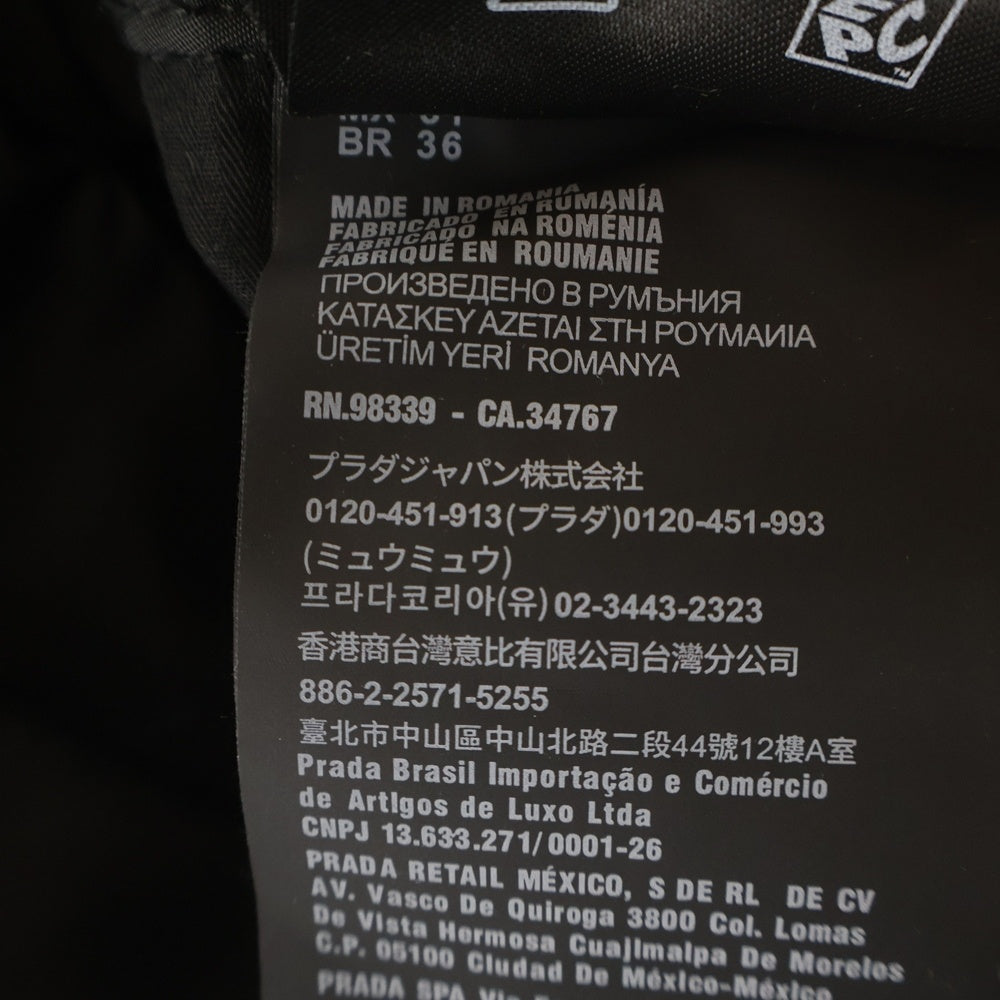 EPC™
BR 36
MADE IN ROMANIA
FABRICADO EN RUMANÍA
FABRICADO NA ROMÉNIA
FABRIQUÉ EN ROUMANIE
ПРОИЗВЕДЕНО В РУМЪНИЯ
ΚΑΤΑΣΚΕΥΑΖΕΤΑΙ ΣΤΗ ΡΟΥΜΑΝΙΑ
ÜRETİM YERİ ROMANYA
RN.98339 - CA.34767
プラダジャパン株式会社
0120-451-913(プラダ)0120-451-993
(ミュウミュウ)
프라다코리아(유)02-3443-2323
香港商台灣意比有限公司台灣分公司
886-2-2571-5255
臺北市中山區中山北路二段44號12樓A室
Prada Brasil Importação e Comércio
de Artlgos de Luxo Ltda
CNPJ 13.633.271/0001-26
PRADA RETAIL MÉXICO, S DE RL DE CV
AV. Vasco De Quiroga 3800 Col. Lomas
De Vista Hermosa Cuajlmalpa De Morelos
C.P. 05100 Cludad De México-México
PRADA SPA Via